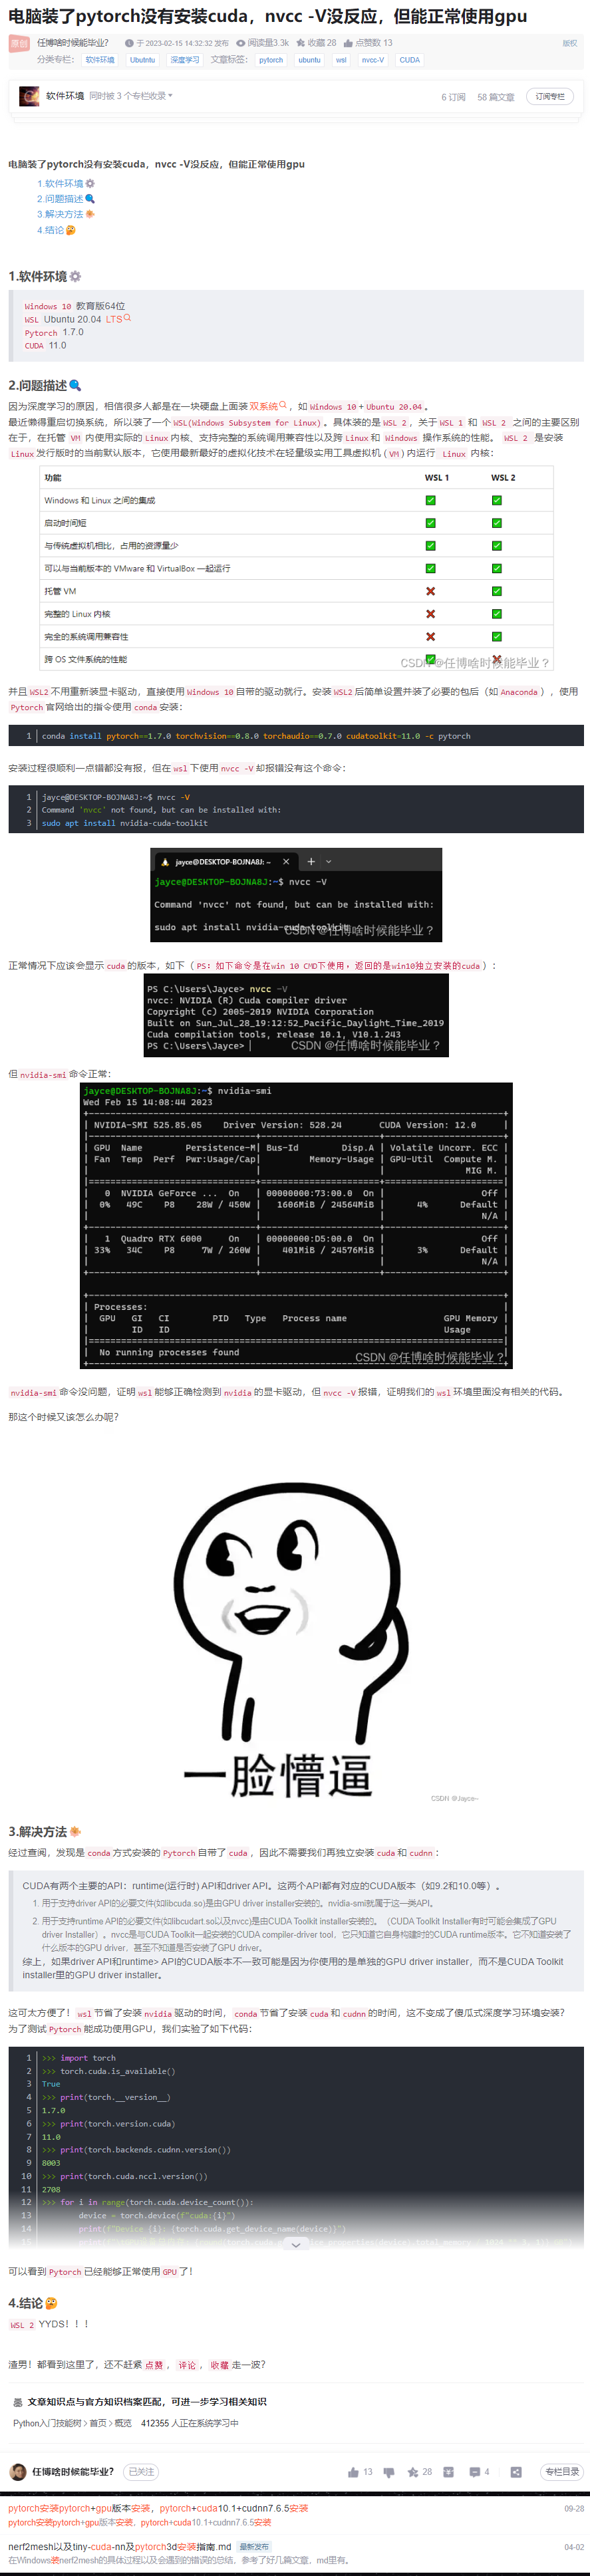 电脑装了pytorch没有安装cuda，nvcc -V没反应，但能正常使用gpu
原创 任博啥时候能毕业？ 于 2023-02-15 14:32:32 发布 阅读量3.3k 收藏 28 点赞数 13 版权
分类专栏： 软件环境 Ubutntu 深度学习 文章标签： pytorch ubuntu wsl nvcc-V CUDA
软件环境 同时被 3 个专栏收录 6 订阅 58 篇文章 订阅专栏
电脑装了pytorch没有安装cuda，nvcc -V没反应，但能正常使用gpu
1.软件环境
2.问题描述
3.解决方法
4.结论
1.软件环境
Windows 10 教育版64位
WSL Ubuntu 20.04 LTS
Pytorch 1.7.0
CUDA 11.0
2.问题描述
因为深度学习的原因，相信很多人都是在一块硬盘上面装双系统，如 Windows 10 + Ubuntu 20.04 。
最近懒得重启切换系统，所以装了一个 WSL(Windows Subsystem for Linux) 。具体装的是 WSL 2 ，关于 WSL 1 和 WSL 2 之间的主要区别
在于，在托管 VM 内使用实际的 Linux 内核、支持完整的系统调用兼容性以及跨 Linux 和 Windows 操作系统的性能。 WSL 2 是安装
Linux 发行版时的当前默认版本，它使用最新最好的虚拟化技术在轻量级实用工具虚拟机 ( VM ) 内运行 Linux 内核：
功能 WSL 1 WSL 2
Windows 和 Linux 之间的集成 ✅ ✅
启动时间短 ✅ ✅
与传统虚拟机相比，占用的资源量少 ✅ ✅
可以与当前版本的 VMware 和 VirtualBox 一起运行 ✅ ✅
托管 VM ❌ ✅
完整的 Linux 内核 ❌ ✅
完全的系统调用兼容性 ❌ ✅
跨 OS 文件系统的性能 ✅ ❌
CSDN @任博啥时候能毕业？
并且 WSL2 不用重新装显卡驱动，直接使用 Windows 10 自带的驱动就行。安装 WSL2 后简单设置并装了必要的包后（如 Anaconda ），使用
Pytorch 官网给出的指令使用 conda 安装：
1 conda install pytorch==1.7.0 torchvision==0.8.0 torchaudio==0.7.0 cudatoolkit=11.0 -c pytorch
安装过程很顺利一点错都没有报，但在 wsl 下使用 nvcc -V 却报错没有这个命令：
1 jayce@DESKTOP-BOJNA8J:~$ nvcc -V
2 Command 'nvcc' not found, but can be installed with:
3 sudo apt install nvidia-cuda-toolkit
jayce@DESKTOP-BOJNA8J: ~
jayce@DESKTOP-BOJNA8J:~$ nvcc -V
Command 'nvcc' not found, but can be installed with:
sudo apt install nvidia-cuda-toolkit
CSDN @任博啥时候能毕业？
正常情况下应该会显示 cuda 的版本，如下（ PS：如下命令是在win 10 CMD下使用，返回的是win10独立安装的cuda ）：
PS C:\Users\Jayce> nvcc -V
nvcc: NVIDIA (R) Cuda compiler driver
Copyright (c) 2005-2019 NVIDIA Corporation
Built on Sun_Jul_28_19:12:52_Pacific_Daylight_Time_2019
Cuda compilation tools, release 10.1, V10.1.243
PS C:\Users\Jayce>
CSDN @任博啥时候能毕业？
但 nvidia-smi 命令正常：
jayce@DESKTOP-BOJNA8J:~$ nvidia-smi
Wed Feb 15 14:08:44 2023
NVIDIA-SMI 525.85.05 Driver Version: 528.24 CUDA Version: 12.0
GPU Name Persistence-M| Bus-Id Disp.A | Volatile Uncorr. ECC
Fan Temp Perf Pwr:Usage/Cap| Memory-Usage | GPU-Util Compute M.
MIG M.
0 NVIDIA GeForce ... On | 00000000:73:00.0 On | Off
0% 49C P8 28W / 450W | 1606MiB / 24564MiB | 4% Default
N/A
1 Quadro RTX 6000 On | 00000000:D5:00.0 On | Off
33% 34C P8 7W / 260W | 401MiB / 24576MiB | 3% Default
N/A
Processes:
GPU GI CI PID Type Process name GPU Memory
ID ID Usage
No running processes found
CSDN @任博啥时候能毕业？
nvidia-smi 命令没问题，证明 wsl 能够正确检测到 nvidia 的显卡驱动，但 nvcc -V 报错，证明我们的 wsl 环境里面没有相关的代码。
那这个时候又该怎么办呢？
一脸懵逼
CSDN @Jayce~
3.解决方法
经过查阅，发现是 conda 方式安装的 Pytorch 自带了 cuda ，因此不需要我们再独立安装 cuda 和 cudnn ：
CUDA有两个主要的API：runtime(运行时) API和driver API。这两个API都有对应的CUDA版本（如9.2和10.0等）。
1. 用于支持driver API的必要文件(如libcuda.so)是由GPU driver installer安装的。nvidia-smi就属于这一类API。
2. 用于支持runtime API的必要文件(如libcudart.so以及nvcc)是由CUDA Toolkit installer安装的。（CUDA Toolkit Installer有时可能会集成了GPU
driver Installer）。nvcc是与CUDA Toolkit一起安装的CUDA compiler-driver tool，它只知道它自身构建时的CUDA runtime版本。它不知道安装了
什么版本的GPU driver，甚至不知道是否安装了GPU driver。
综上，如果driver API和runtime> API的CUDA版本不一致可能是因为你使用的是单独的GPU driver installer，而不是CUDA Toolkit
installer里的GPU driver installer。
这可太方便了！ wsl 节省了安装 nvidia 驱动的时间， conda 节省了安装 cuda 和 cudnn 的时间，这不变成了傻瓜式深度学习环境安装？
为了测试 Pytorch 能成功使用GPU，我们实验了如下代码：
1 >>> import torch
2 >>> torch.cuda.is_available()
3 True
4 >>> print(torch.__version__)
5 1.7.0
6 >>> print(torch.version.cuda)
7 11.0
8 >>> print(torch.backends.cudnn.version())
9 8003
10 >>> print(torch.cuda.nccl.version())
11 2708
12 >>> for i in range(torch.cuda.device_count()):
13 device = torch.device(f"cuda:{i}")
14 print(f"Device {i}: {torch.cuda.get_device_name(device)}")
可以看到 Pytorch 已经能够正常使用 GPU 了！
4.结论
WSL 2 YYDS！！！
渣男！都看到这里了，还不赶紧 点赞 ， 评论 ， 收藏 走一波？
文章知识点与官方知识档案匹配，可进一步学习相关知识
Python入门技能树 > 首页 > 概览 412355 人正在系统学习中
任博啥时候能毕业？ 已关注 13 28 4 专栏目录
pytorch安装pytorch+gpu版本安装，pytorch+cuda10.1+cudnn7.6.5安装 09-28
pytorch安装pytorch+gpu版本安装，pytorch+cuda10.1+cudnn7.6.5安装
nerf2mesh以及tiny-cuda-nn及pytorch3d安装指南.md 最新发布 04-02
在Windows装nerf2mesh的具体过程以及会遇到的错误的总结，参考了好几篇文章，md里有。